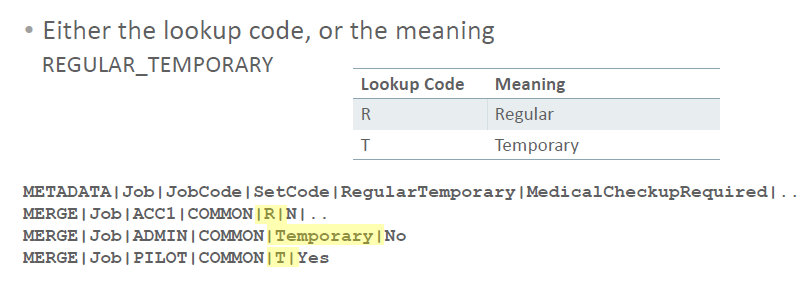 • Either the lookup code, or the meaning
REGULAR_TEMPORARY
Lookup Code Meaning
R Regular
T Temporary
METADATA|Job|JobCode|SetCode|RegularTemporary|MedicalCheckupRequired|..
MERGE|Job|ACC1|COMMON|R|N|..
MERGE|Job|ADMIN|COMMON|Temporary|No
MERGE|Job|PILOT|COMMON|T|Yes